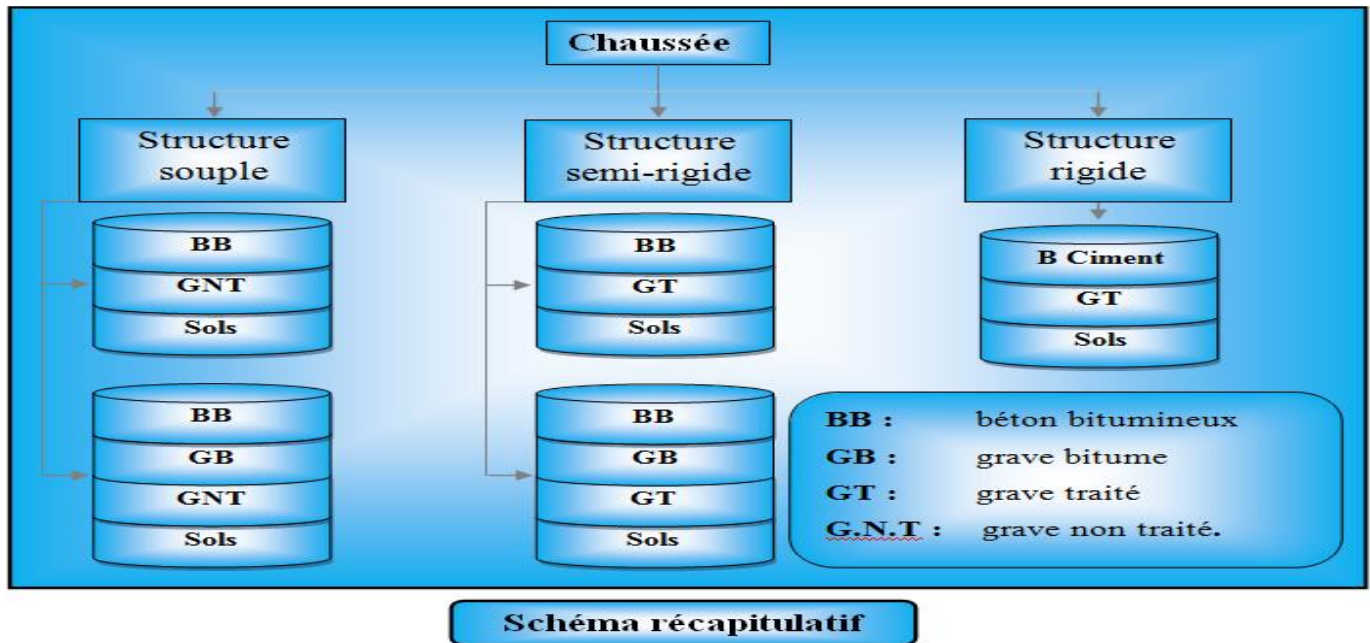 Chaussée
Structure
souple
Structure
semi-rigide
Structure
rigide
BB
GNT
Sols
BB
GB
GNT
Sols
BB
GT
Sols
BB
GB
GT
Sols
B Ciment
GT
Sols
BB : béton bitumineux
GB : grave bitume
GT : grave traité
G.N.T : grave non traité.
Schéma récapitulatif